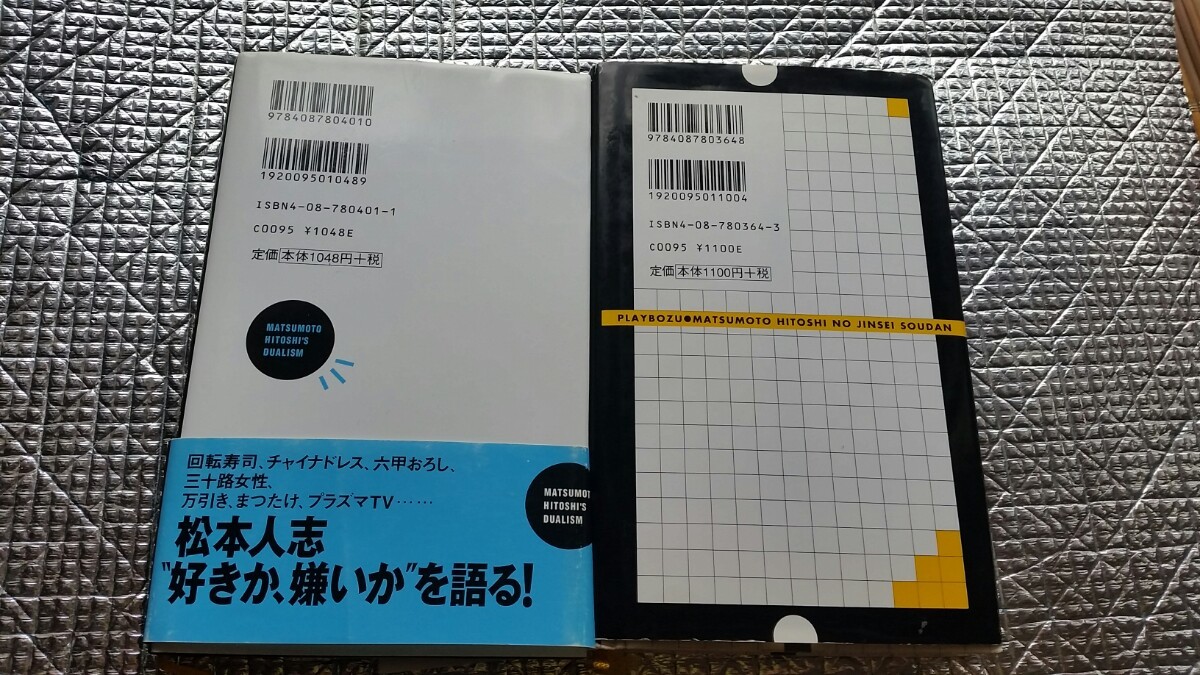 9784087804010
1920095010489
ISBN4-08-780401-1
C0095 ¥1048E
定価 本体1048円+税
MATSUMOTO
HITOSHI'S
DUALISM
回転寿司、チャイナドレス、六甲おろし、
三十路女性、
万引き、まつたけ、プラズマTV……
松本人志
"好きか、嫌いか"を語る!
MATSUMOT
HITOSHI'S
DUALISM
9784087803648
1920095011004
ISBN4-08-780364-3
C0095 ¥1100E
定価 本体1100円+税
PLAYBOZU●MATSUMOTO HITOSHI NO JINSEI SOUDAN